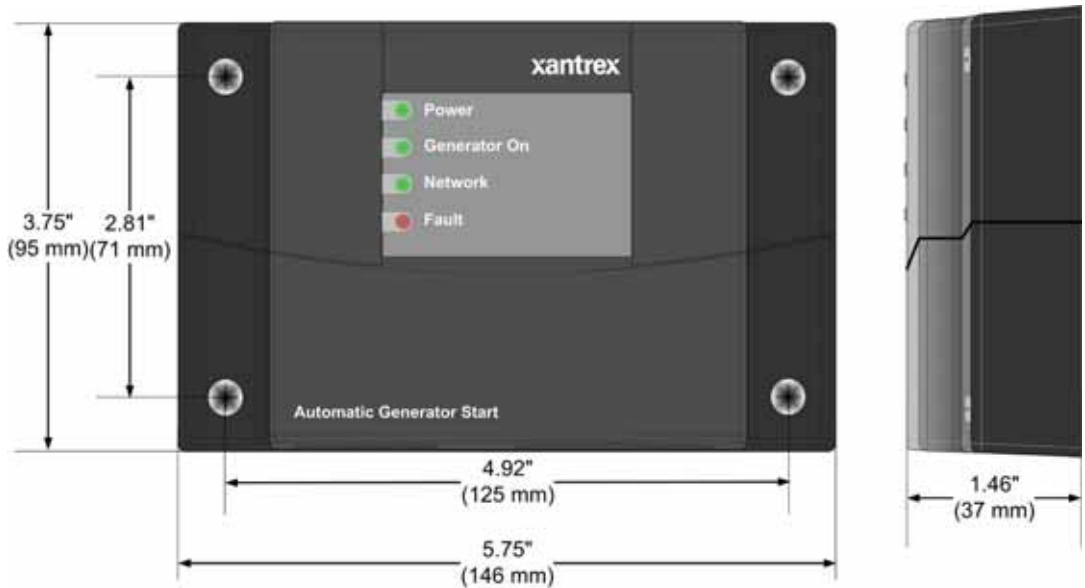 xantrex
Power
Generator On
Network
Fault
3.75"
(95 mm)
2.81"
(71 mm)
Automatic Generator Start
4.92"
(125 mm)
5.75"
(146 mm)
1.46"
(37 mm)